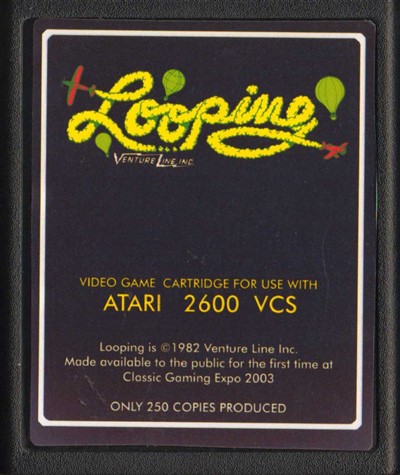 Looping
VENTURE LINE, INC.
VIDEO GAME CARTRIDGE FOR USE WITH
ATARI 2600 VCS
Looping is ©1982 Venture Line Inc.
Made available to the public for the first time at
Classic Gaming Expo 2003
ONLY 250 COPIES PRODUCED